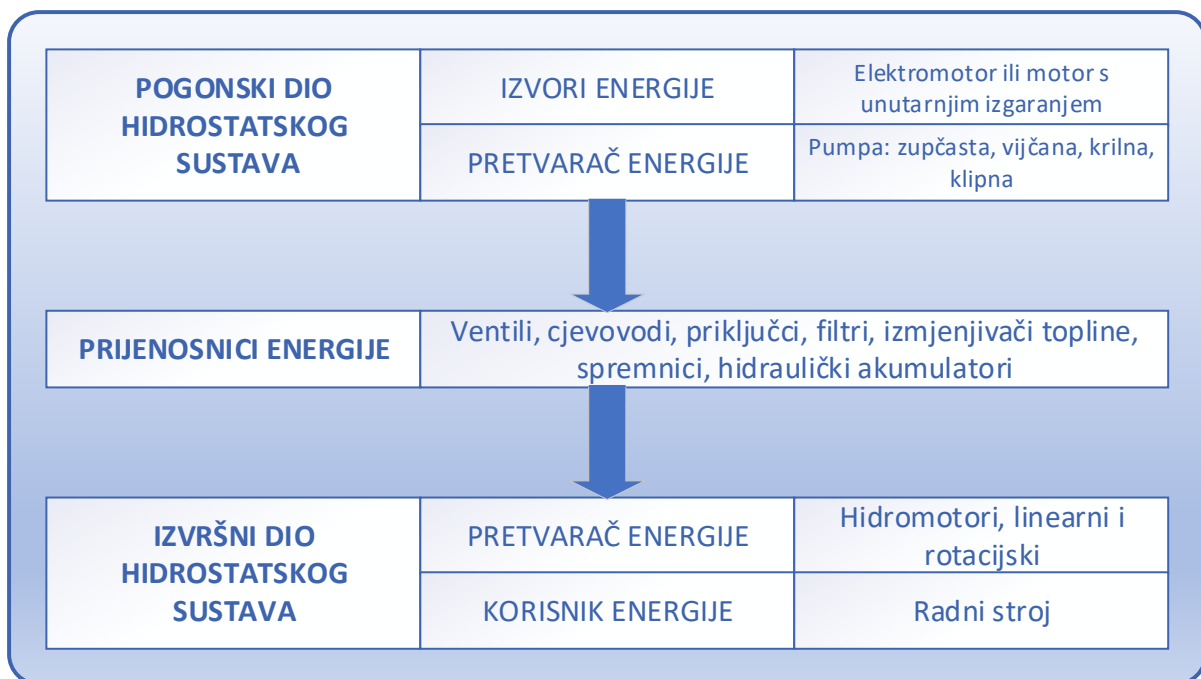 POGONSKI DIO
HIDROSTATSKOG
SUSTAVA
IZVORI ENERGIJE
Elektromotor ili motor s
unutarnjim izgaranjem
PRETVARAČ ENERGIJE
Pumpa: zupčasta, vijčana, krilna,
klipna
PRIJENOSNICI ENERGIJE
Ventili, cjevovodi, priključci, filtri, izmjenjivači topline,
spremnici, hidraulički akumulatori
IZVRŠNI DIO
HIDROSTATSKOG
SUSTAVA
PRETVARAČ ENERGIJE
Hidromotori, linearni i
rotacijski
KORISNIK ENERGIJE
Radni stroj